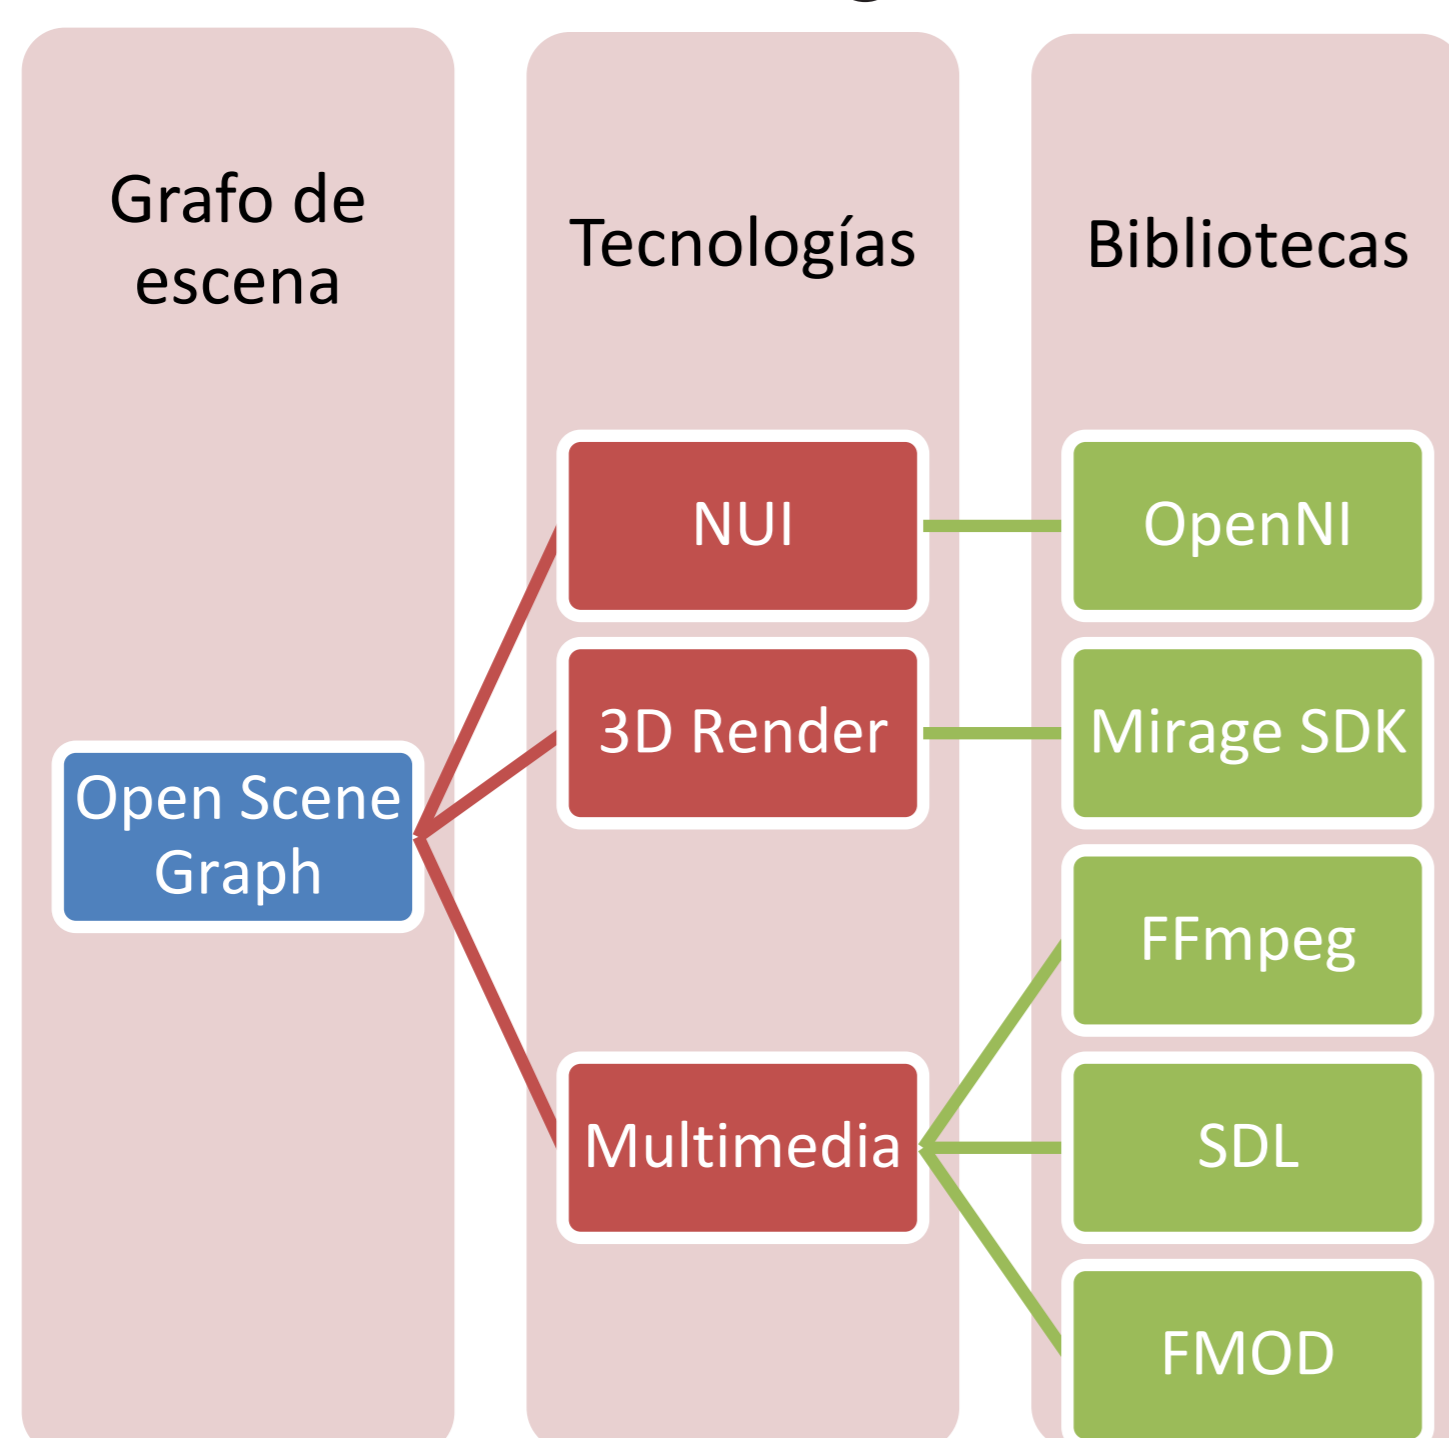 Grafo de
escena
Tecnologías
Bibliotecas
NUI
OpenNI
3D Render
Mirage SDK
Open Scene
Graph
FFmpeg
Multimedia
SDL
FMOD